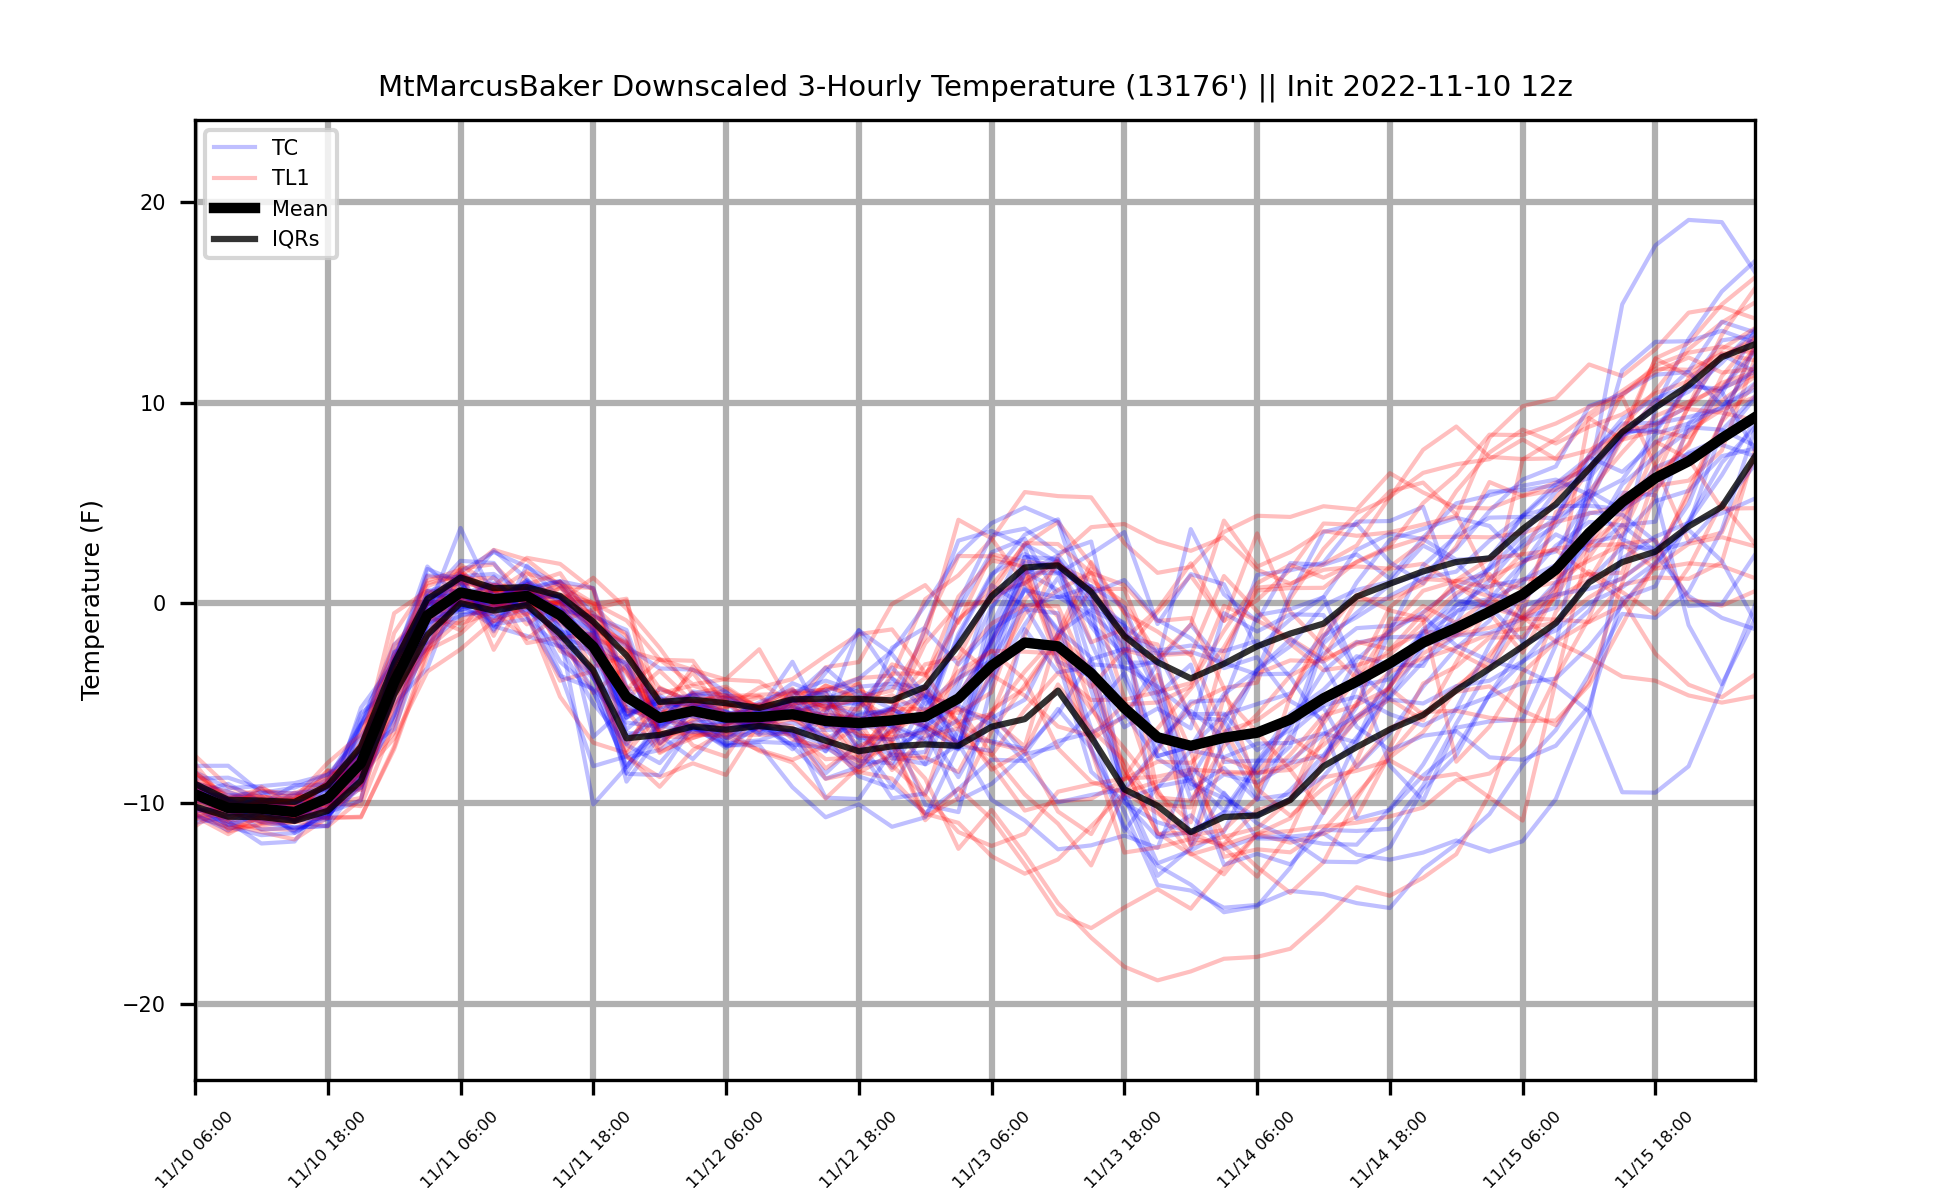 MtMarcusBaker Downscaled 3-Hourly Temperature (13176') || Init 2022-11-10 12z
TC
TL1
Mean
IQRs
Temperature (F)
20
10
0
−10
−20
11/10 06:00
11/10 18:00
11/11 06:00
11/11 18:00
11/12 06:00
11/12 18:00
11/13 06:00
11/13 18:00
11/14 06:00
11/14 18:00
11/15 06:00
11/15 18:00